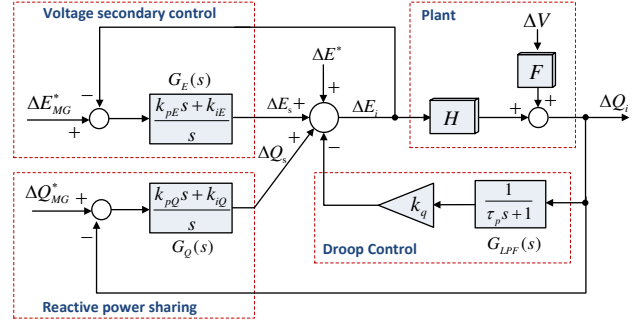 Voltage secondary control
Plant
ΔV
ΔE*
F
G_E(s)
−
ΔE*_MG
+
k_pE s + k_iE
s
ΔE_s +
+
ΔE_i
H
+
+
ΔQ_i
+
ΔQ_s
−
ΔQ*_MG
+
−
k_pQ s + k_iQ
s
G_Q(s)
k_q
1
τ_p s+1
G_LPF(s)
Droop Control
Reactive power sharing